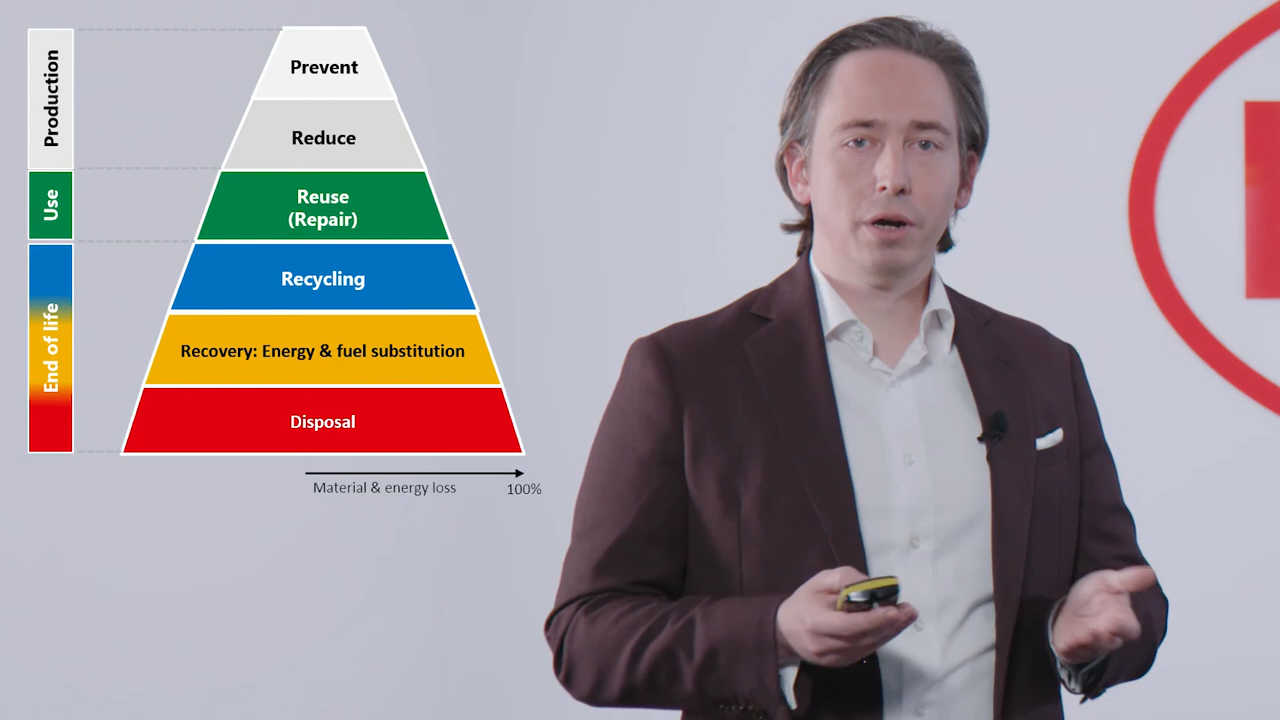 Production
Use
End of life
Prevent
Reduce
Reuse
(Repair)
Recycling
Recovery: Energy & fuel substitution
Disposal
Material & energy loss
100%